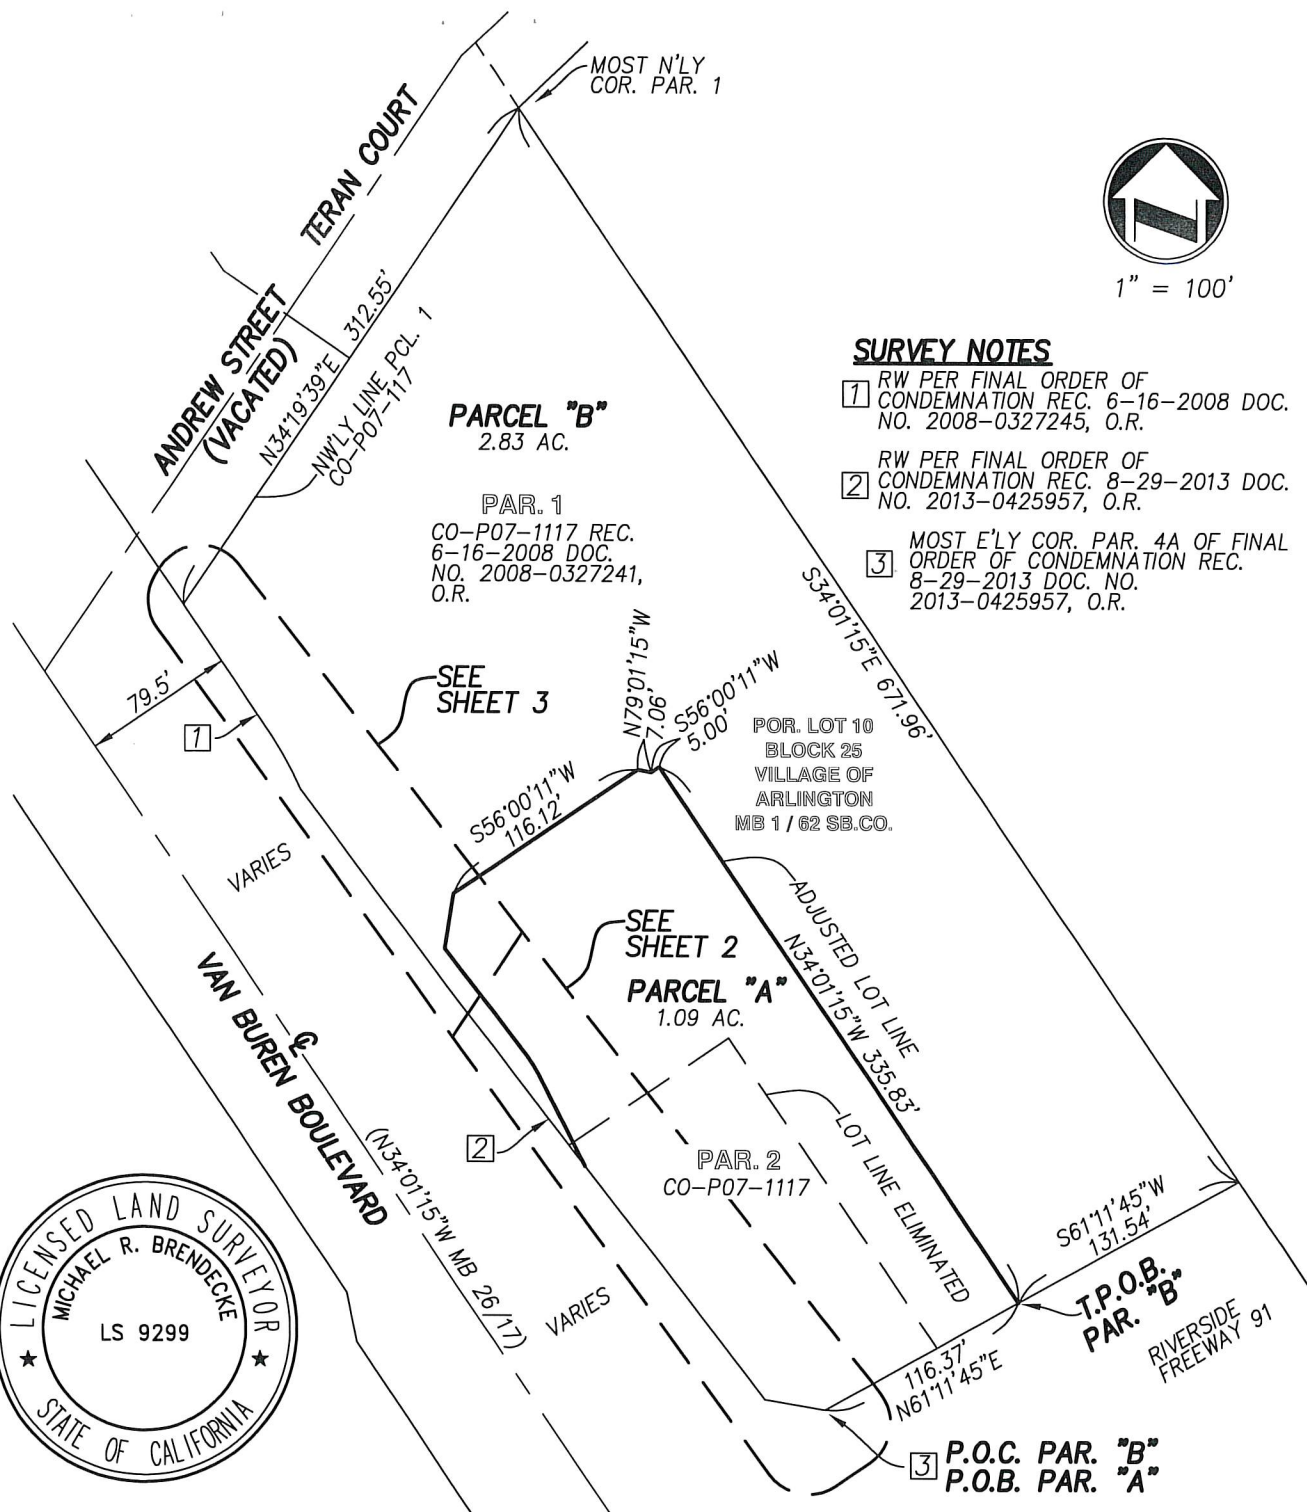 MOST N'LY
COR. PAR. 1
TERAN COURT
ANDREW STREET
(VACATED)
N34°19'39"E 312.55'
NW'LY LINE PCL. 1
CO-P07-117
1" = 100'
SURVEY NOTES
1 RW PER FINAL ORDER OF
CONDEMNATION REC. 6-16-2008 DOC.
NO. 2008-0327245, O.R.
2 RW PER FINAL ORDER OF
CONDEMNATION REC. 8-29-2013 DOC.
NO. 2013-0425957, O.R.
3 MOST E'LY COR. PAR. 4A OF FINAL
ORDER OF CONDEMNATION REC.
8-29-2013 DOC. NO.
2013-0425957, O.R.
PARCEL "B"
2.83 AC.
PAR. 1
CO-P07-1117 REC.
6-16-2008 DOC.
NO. 2008-0327241,
O.R.
S34°01'15"E 671.96'
SEE
SHEET 3
79.5'
1
N79°01'15"W
7.06'
S56°00'11"W
5.00'
POR. LOT 10
BLOCK 25
VILLAGE OF
ARLINGTON
MB 1 / 62 SB.CO.
S56°00'11"W
116.12'
VARIES
ADJUSTED LOT LINE
N34°01'15"W 335.83'
SEE
SHEET 2
PARCEL "A"
1.09 AC.
VAN BUREN BOULEVARD
CL
(N34°01'15"W MB 26/17)
2
PAR. 2
CO-P07-1117
LOT LINE ELIMINATED
VARIES
S61°11'45"W
131.54'
T.P.O.B.
PAR. "B"
RIVERSIDE
FREEWAY 91
116.37'
N61°11'45"E
3 P.O.C. PAR. "B"
P.O.B. PAR. "A"
LICENSED LAND SURVEYOR
MICHAEL R. BRENDECKE
LS 9299
STATE OF CALIFORNIA